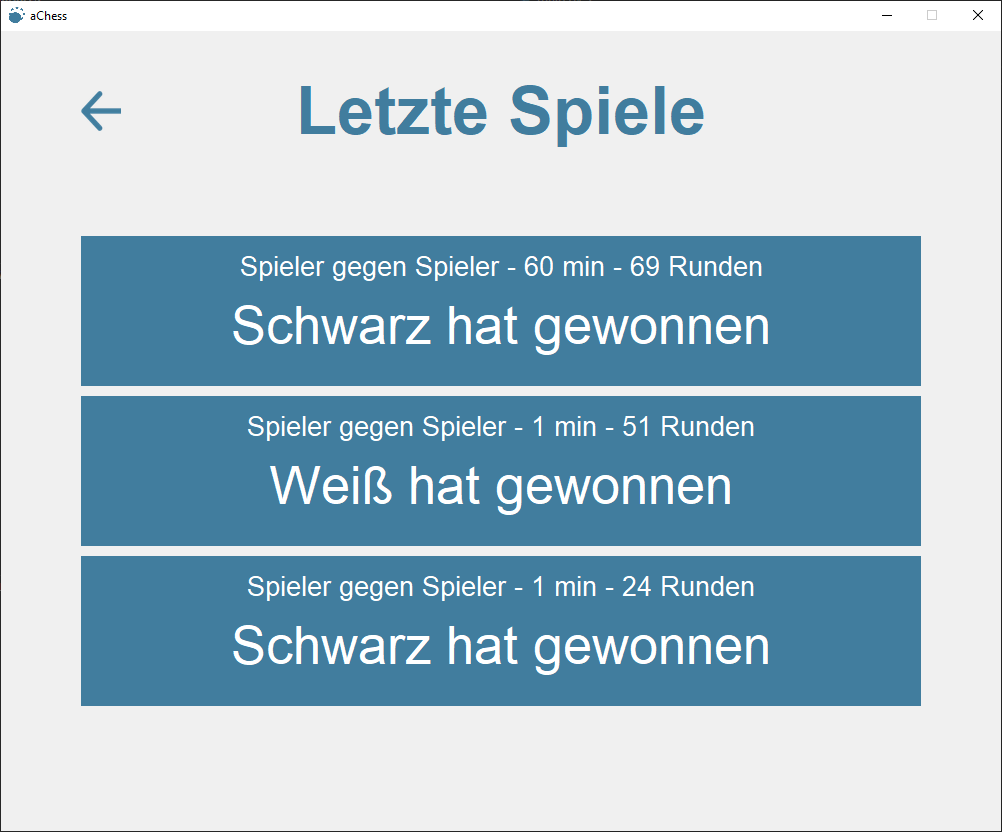 aChess
Letzte Spiele
Spieler gegen Spieler - 60 min - 69 Runden
Schwarz hat gewonnen
Spieler gegen Spieler - 1 min - 51 Runden
Weiß hat gewonnen
Spieler gegen Spieler - 1 min - 24 Runden
Schwarz hat gewonnen